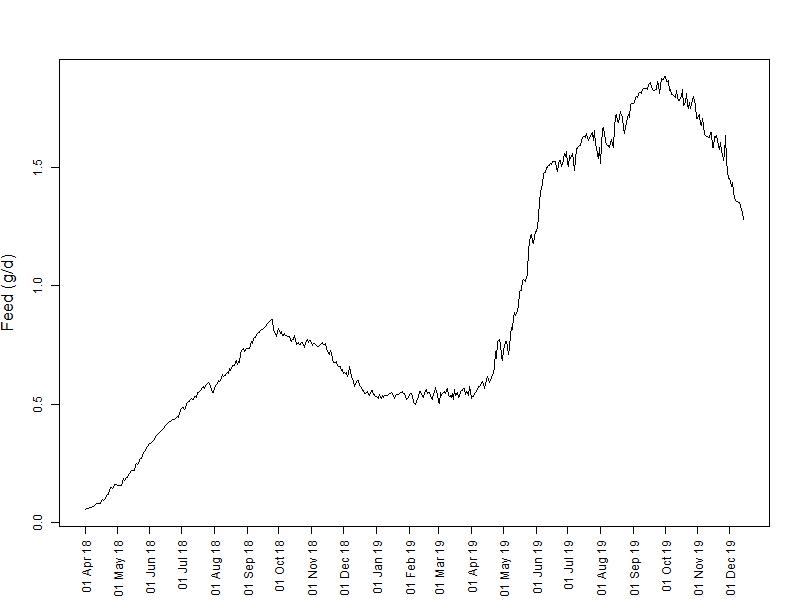 Feed (g/d)
1.5
1.0
0.5
0.0
01 Apr 18
01 May 18
01 Jun 18
01 Jul 18
01 Aug 18
01 Sep 18
01 Oct 18
01 Nov 18
01 Dec 18
01 Jan 19
01 Feb 19
01 Mar 19
01 Apr 19
01 May 19
01 Jun 19
01 Jul 19
01 Aug 19
01 Sep 19
01 Oct 19
01 Nov 19
01 Dec 19